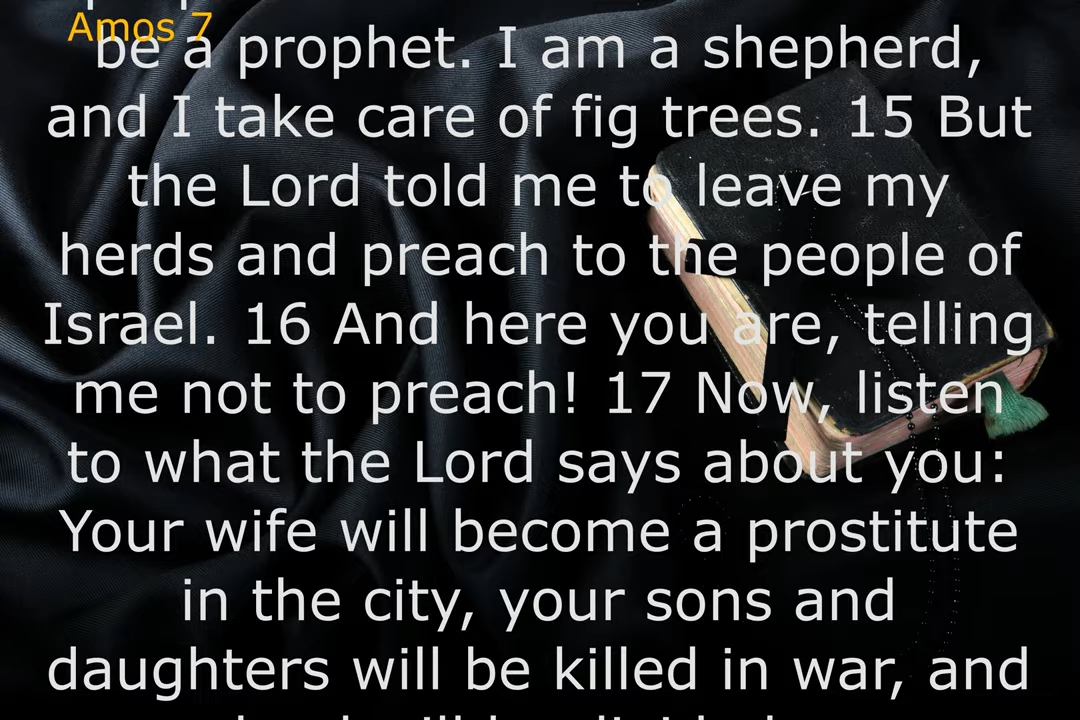 Amos 7
be a prophet. I am a shepherd,
and I take care of fig trees. 15 But
the Lord told me to leave my
herds and preach to the people of
Israel. 16 And here you are, telling
me not to preach! 17 Now, listen
to what the Lord says about you:
Your wife will become a prostitute
in the city, your sons and
daughters will be killed in war, and